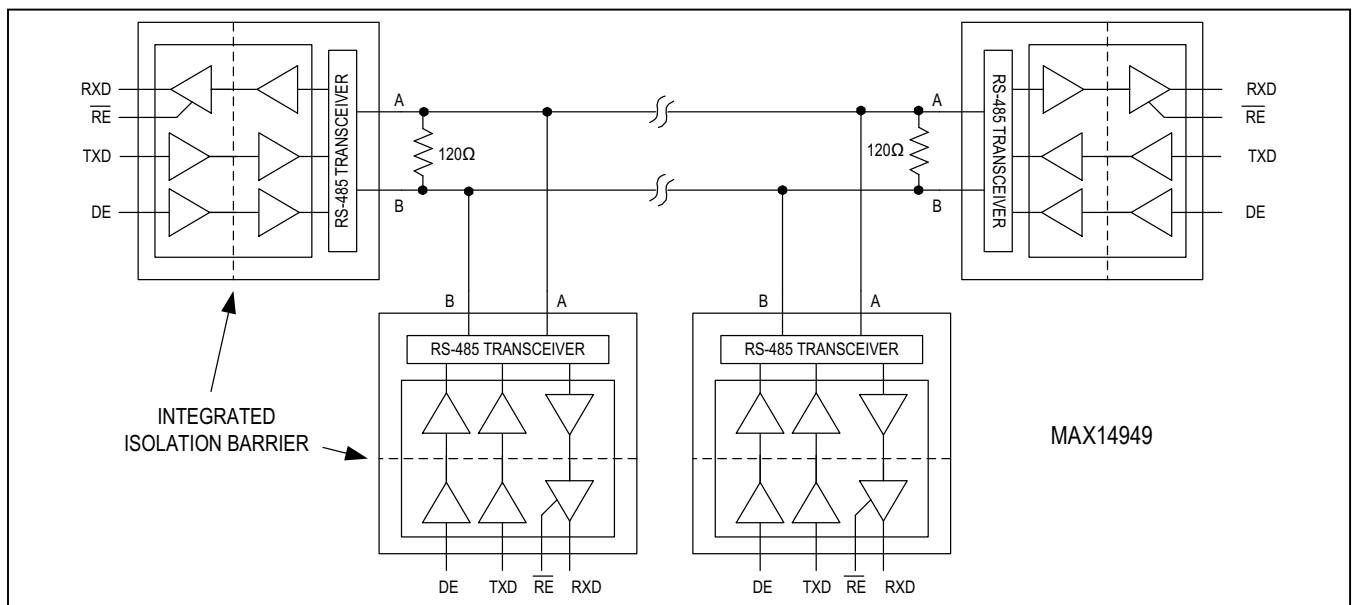 RXD
RE
TXD
DE
RS-485 TRANSCEIVER
A
B
120Ω
120Ω
A
B
RS-485 TRANSCEIVER
RXD
RE
TXD
DE
INTEGRATED
ISOLATION BARRIER
B
A
RS-485 TRANSCEIVER
DE
TXD
RE
RXD
B
A
RS-485 TRANSCEIVER
DE
TXD
RE
RXD
MAX14949